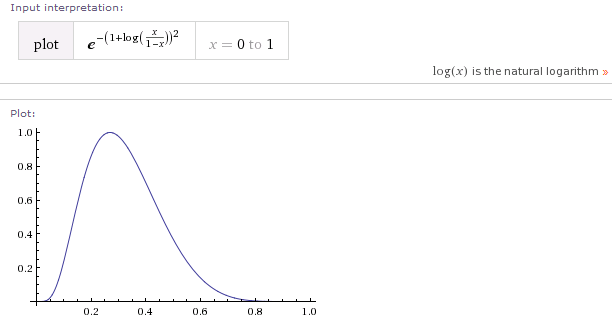 Input interpretation:
plot e^-(1+log(x/(1-x)))^2 x = 0 to 1
log(x) is the natural logarithm »
Plot:
1.0
0.8
0.6
0.4
0.2
0.2 0.4 0.6 0.8 1.0